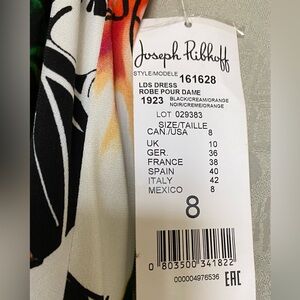 Joseph Ribkoff
STYLE/MODELE 161628
LDS DRESS
ROBE POUR DAME
1923 BLACK/CREAM/ORANGE
NOIR/CREME/ORANGE
LOT 029383
SIZE/TAILLE
CAN./USA 8
UK 10
GER. 36
FRANCE 38
SPAIN 40
ITALY 42
MEXICO 8
8
0 803500 341822
000004976536 EAC